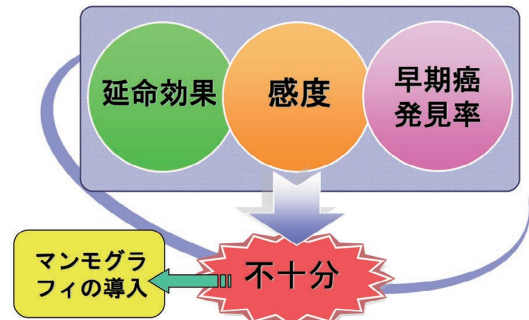 延命効果
感度
早期癌
発見率
不十分
マンモグラ
フィの導入